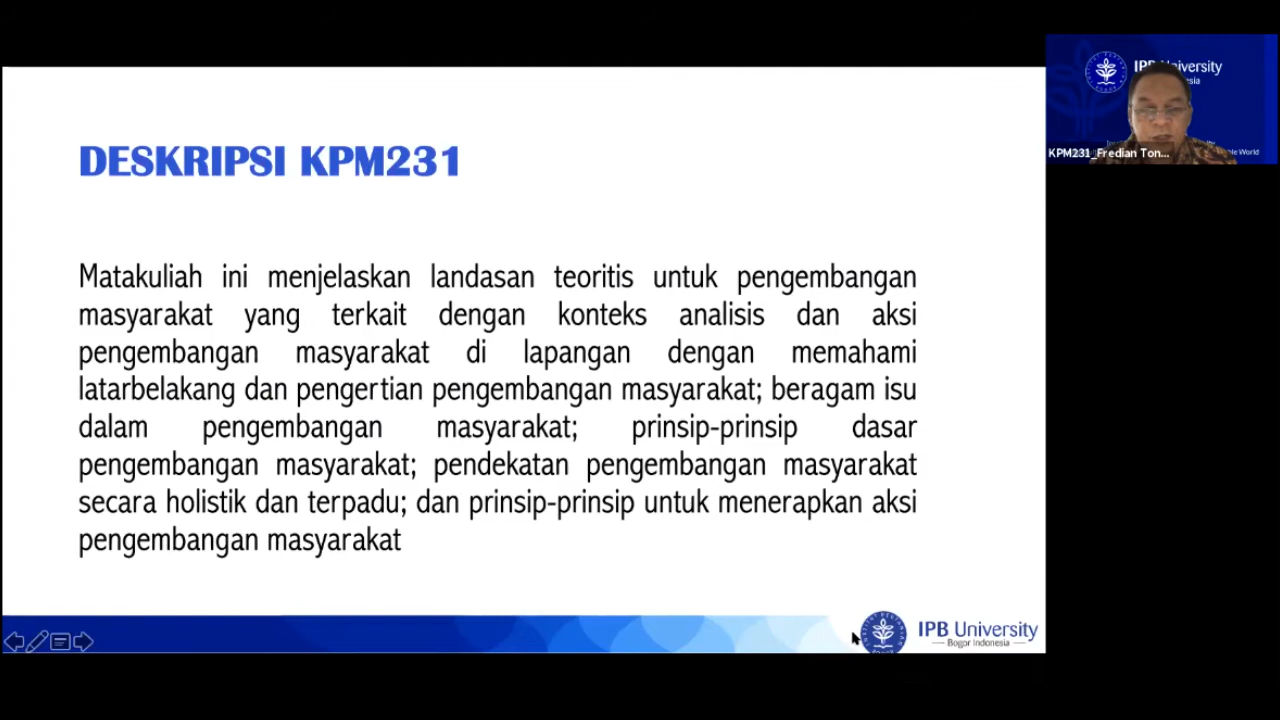 DESKRIPSI KPM231
Matakuliah ini menjelaskan landasan teoritis untuk pengembangan
masyarakat yang terkait dengan konteks analisis dan aksi
pengembangan masyarakat di lapangan dengan memahami
latarbelakang dan pengertian pengembangan masyarakat; beragam isu
dalam pengembangan masyarakat; prinsip-prinsip dasar
pengembangan masyarakat; pendekatan pengembangan masyarakat
secara holistik dan terpadu; dan prinsip-prinsip untuk menerapkan aksi
pengembangan masyarakat
IPB University
Bogor Indonesia
KPM231_Fredian Ton...